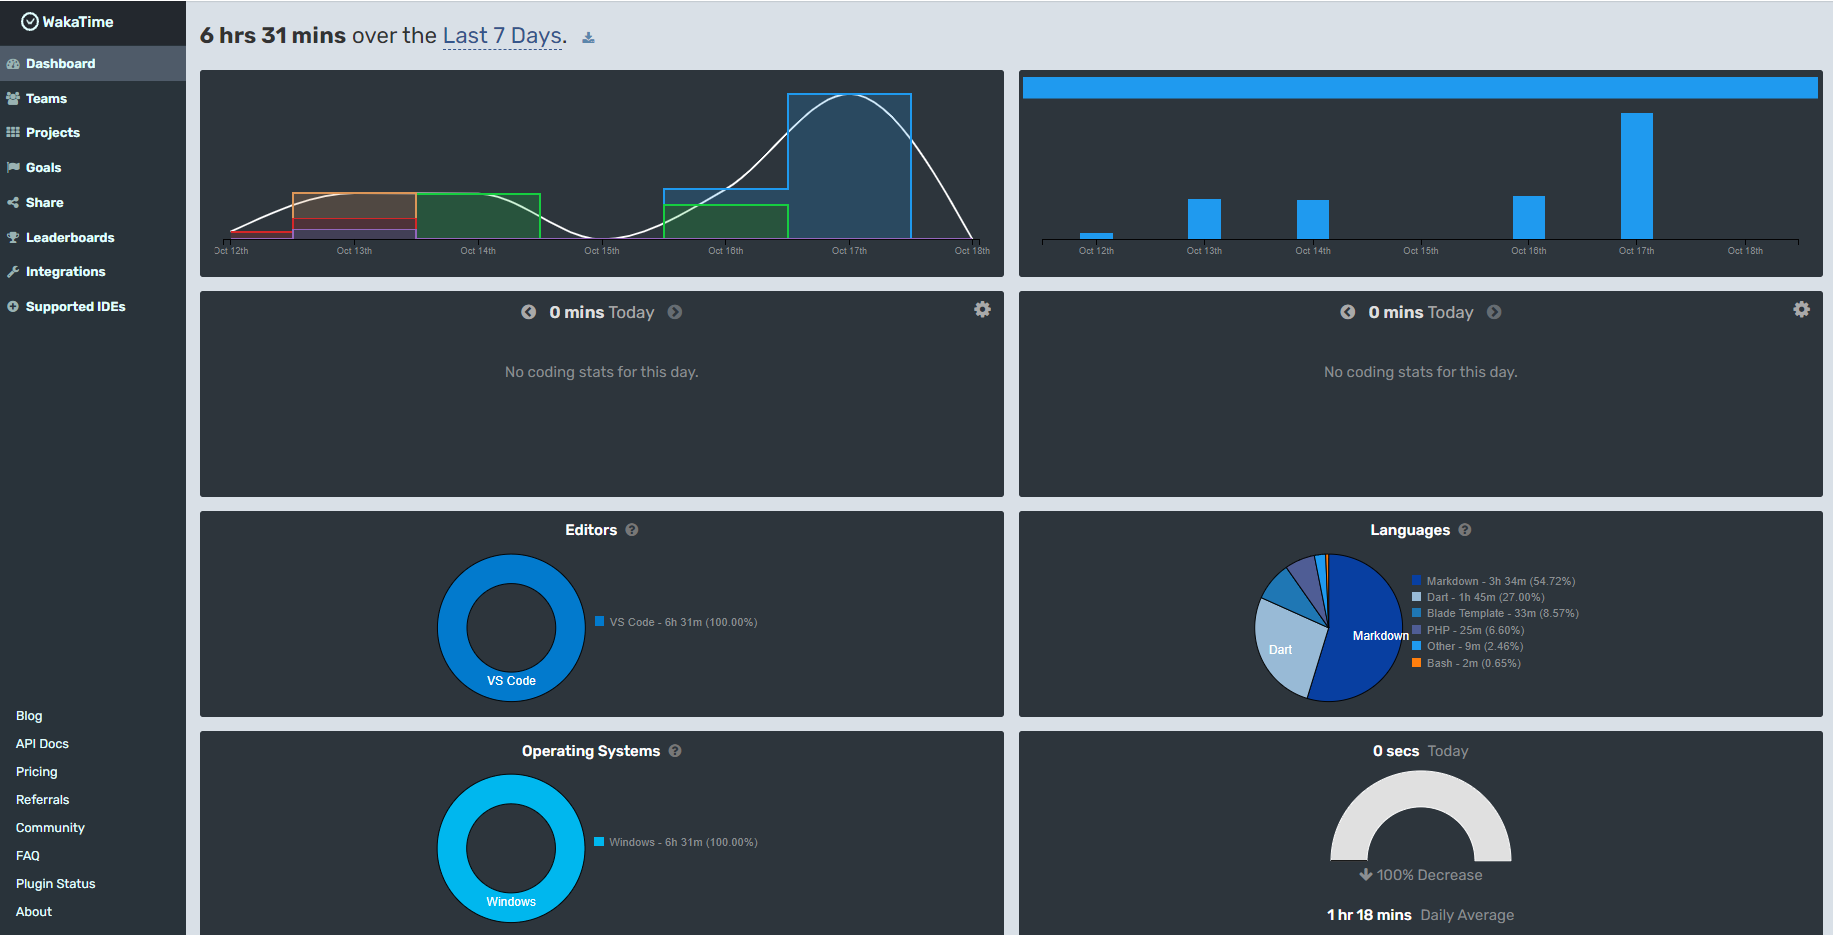 WakaTime
Dashboard
Teams
Projects
Goals
Share
Leaderboards
Integrations
Supported IDEs
Blog
API Docs
Pricing
Referrals
Community
FAQ
Plugin Status
About
6 hrs 31 mins over the Last 7 Days.
Oct 12th Oct 13th Oct 14th Oct 15th Oct 16th Oct 17th Oct 18th
Oct 12th Oct 13th Oct 14th Oct 15th Oct 16th Oct 17th Oct 18th
0 mins Today
No coding stats for this day.
0 mins Today
No coding stats for this day.
Editors ?
VS Code
VS Code - 6h 31m (100.00%)
Languages ?
Markdown
Dart
Markdown - 3h 34m (54.72%)
Dart - 1h 45m (27.00%)
Blade Template - 33m (8.57%)
PHP - 25m (6.60%)
Other - 9m (2.46%)
Bash - 2m (0.65%)
Operating Systems ?
Windows
Windows - 6h 31m (100.00%)
0 secs Today
100% Decrease
1 hr 18 mins Daily Average